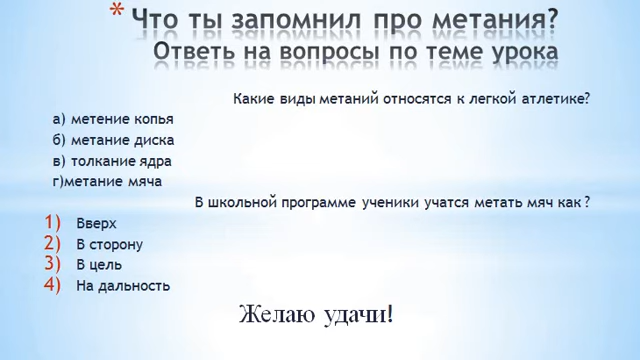 * Что ты запомнил про метания?
Ответь на вопросы по теме урока
Какие виды метаний относятся к легкой атлетике?
а) метение копья
б) метание диска
в) толкание ядра
г)метание мяча
В школьной программе ученики учатся метать мяч как ?
1) Вверх
2) В сторону
3) В цель
4) На дальность
Желаю удачи!